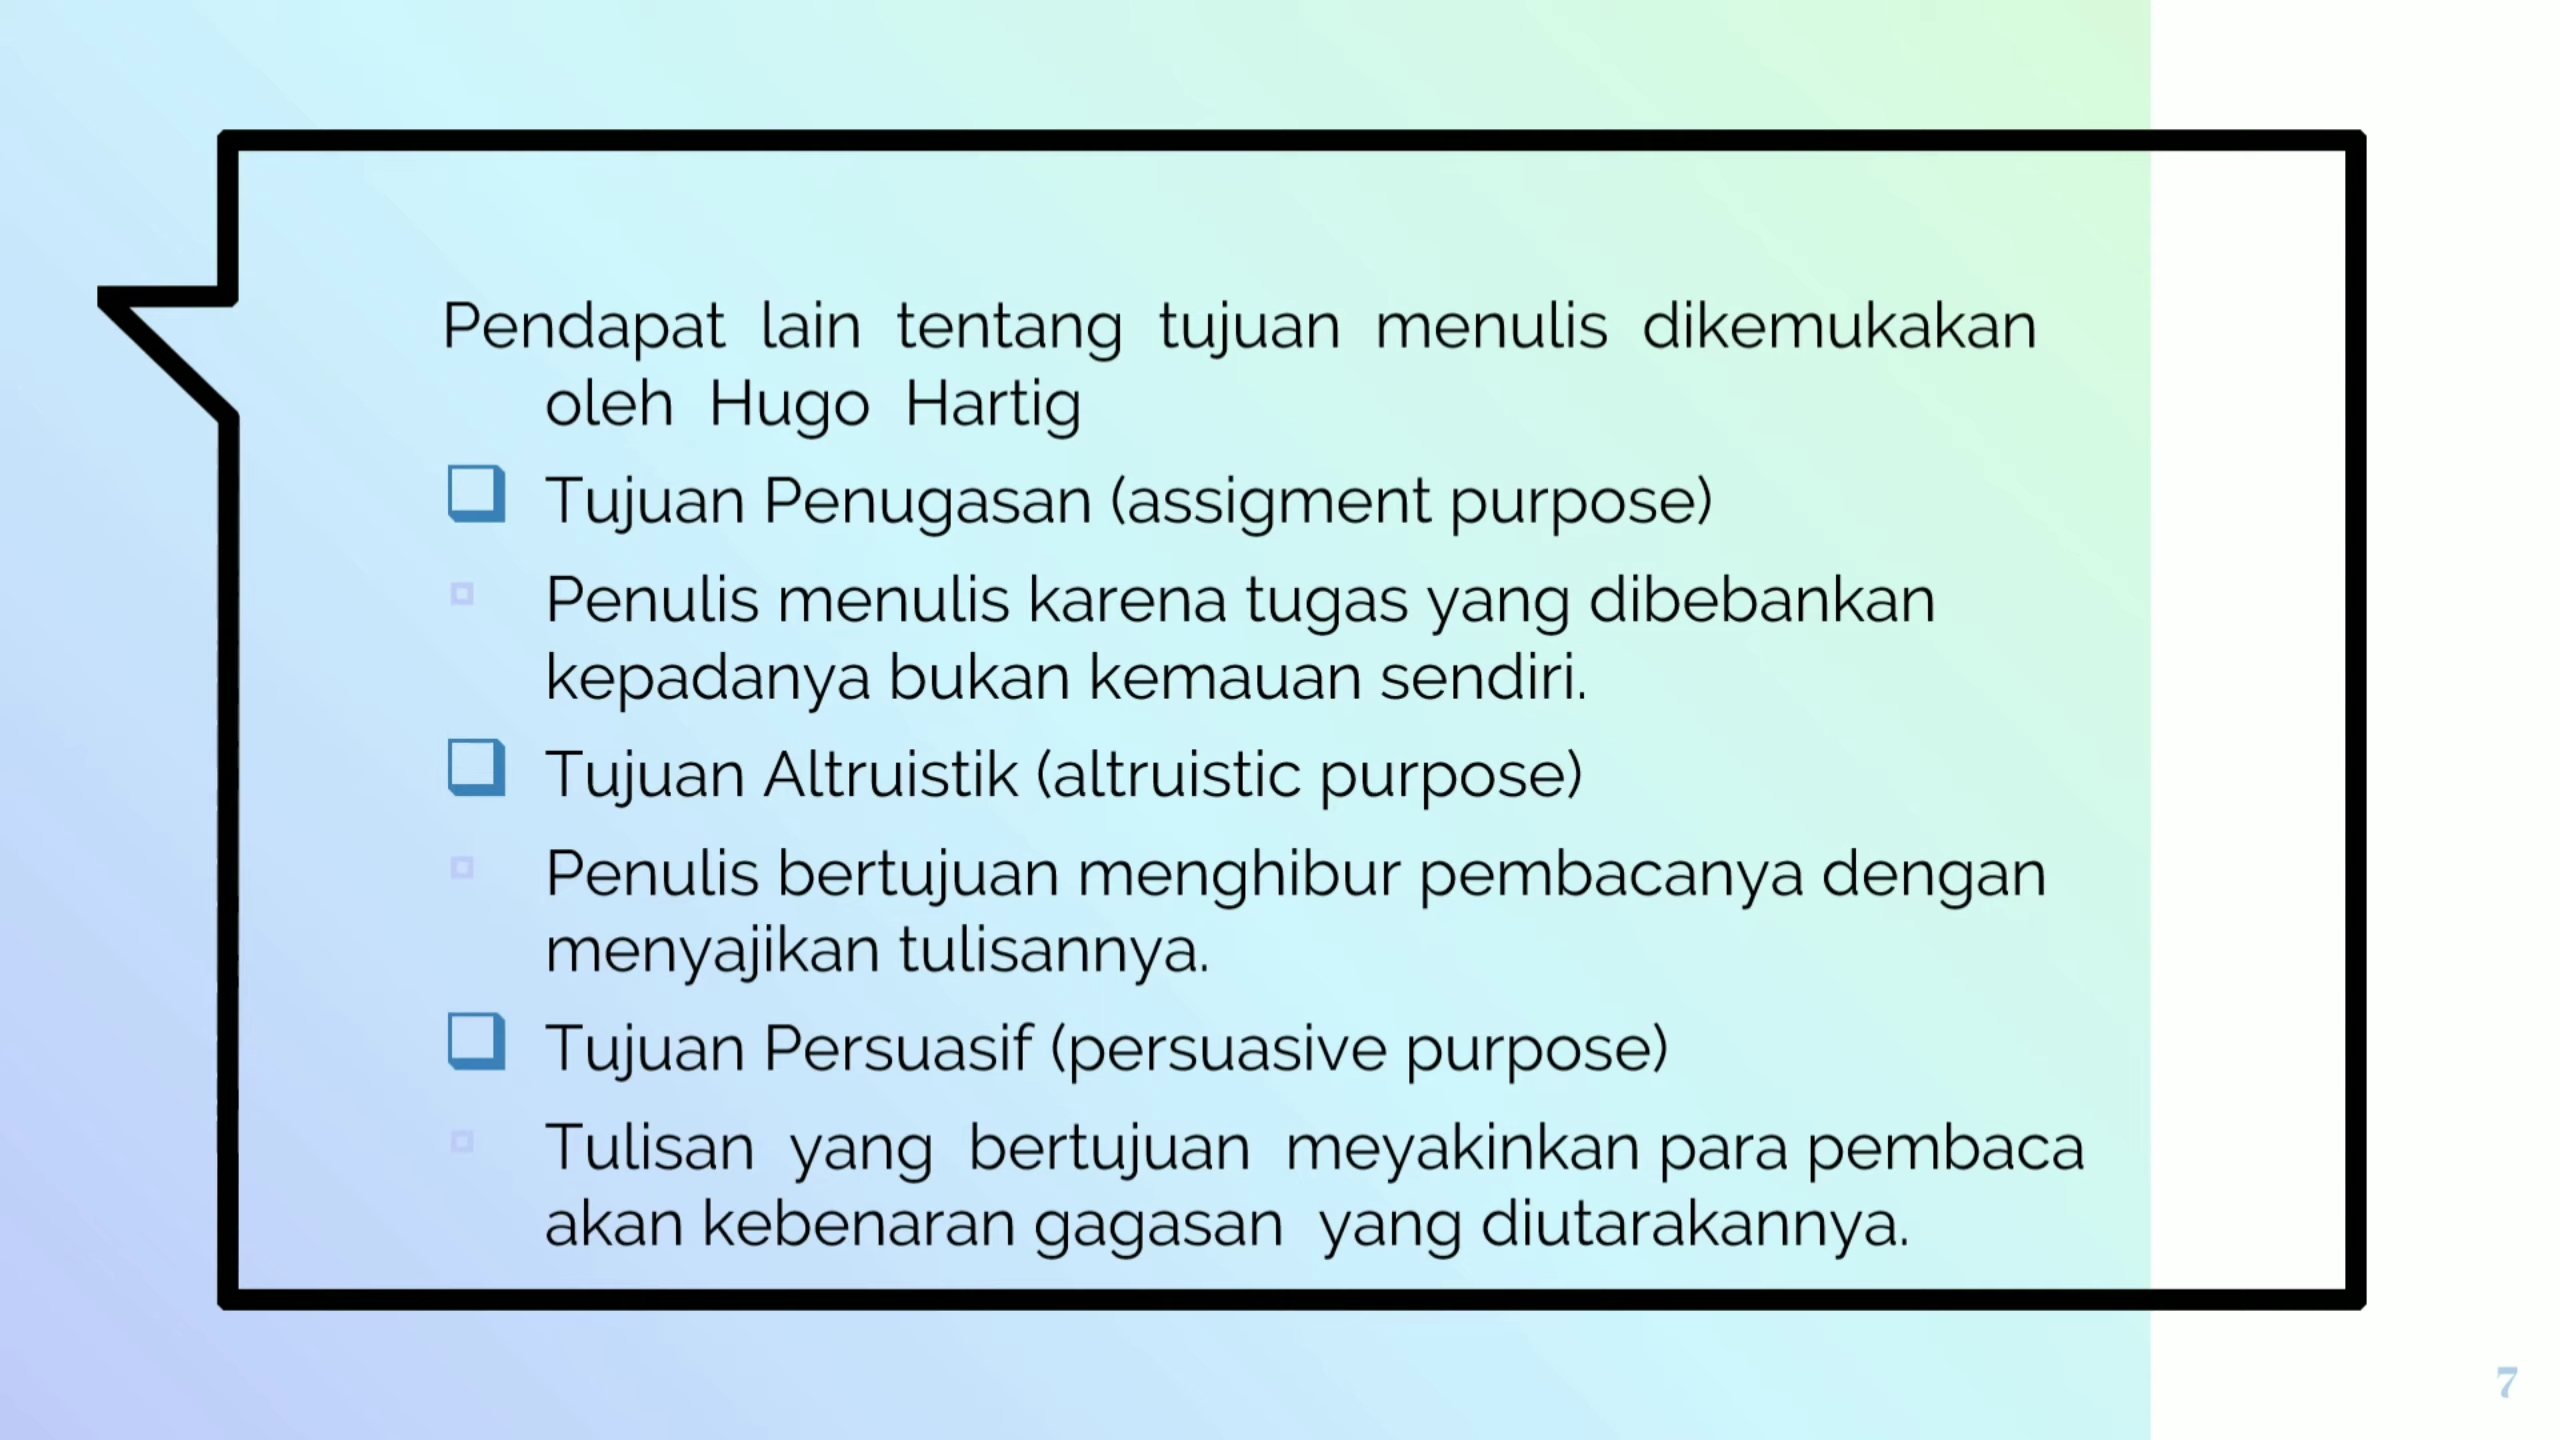 Pendapat lain tentang tujuan menulis dikemukakan
oleh Hugo Hartig
Tujuan Penugasan (assigment purpose)
Penulis menulis karena tugas yang dibebankan
kepadanya bukan kemauan sendiri.
Tujuan Altruistik (altruistic purpose)
Penulis bertujuan menghibur pembacanya dengan
menyajikan tulisannya.
Tujuan Persuasif (persuasive purpose)
Tulisan yang bertujuan meyakinkan para pembaca
akan kebenaran gagasan yang diutarakannya.
7